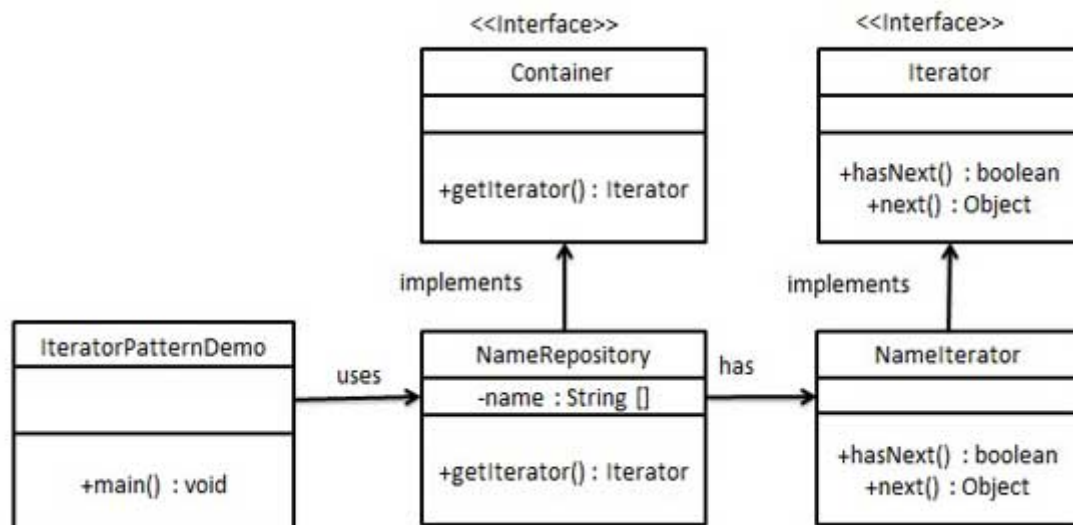 <<Interface>>
Container
+getIterator() : Iterator
<<Interface>>
Iterator
+hasNext() : boolean
+next() : Object
implements
implements
IteratorPatternDemo
+main() : void
uses
NameRepository
-name : String []
+getIterator() : Iterator
has
NameIterator
+hasNext() : boolean
+next() : Object